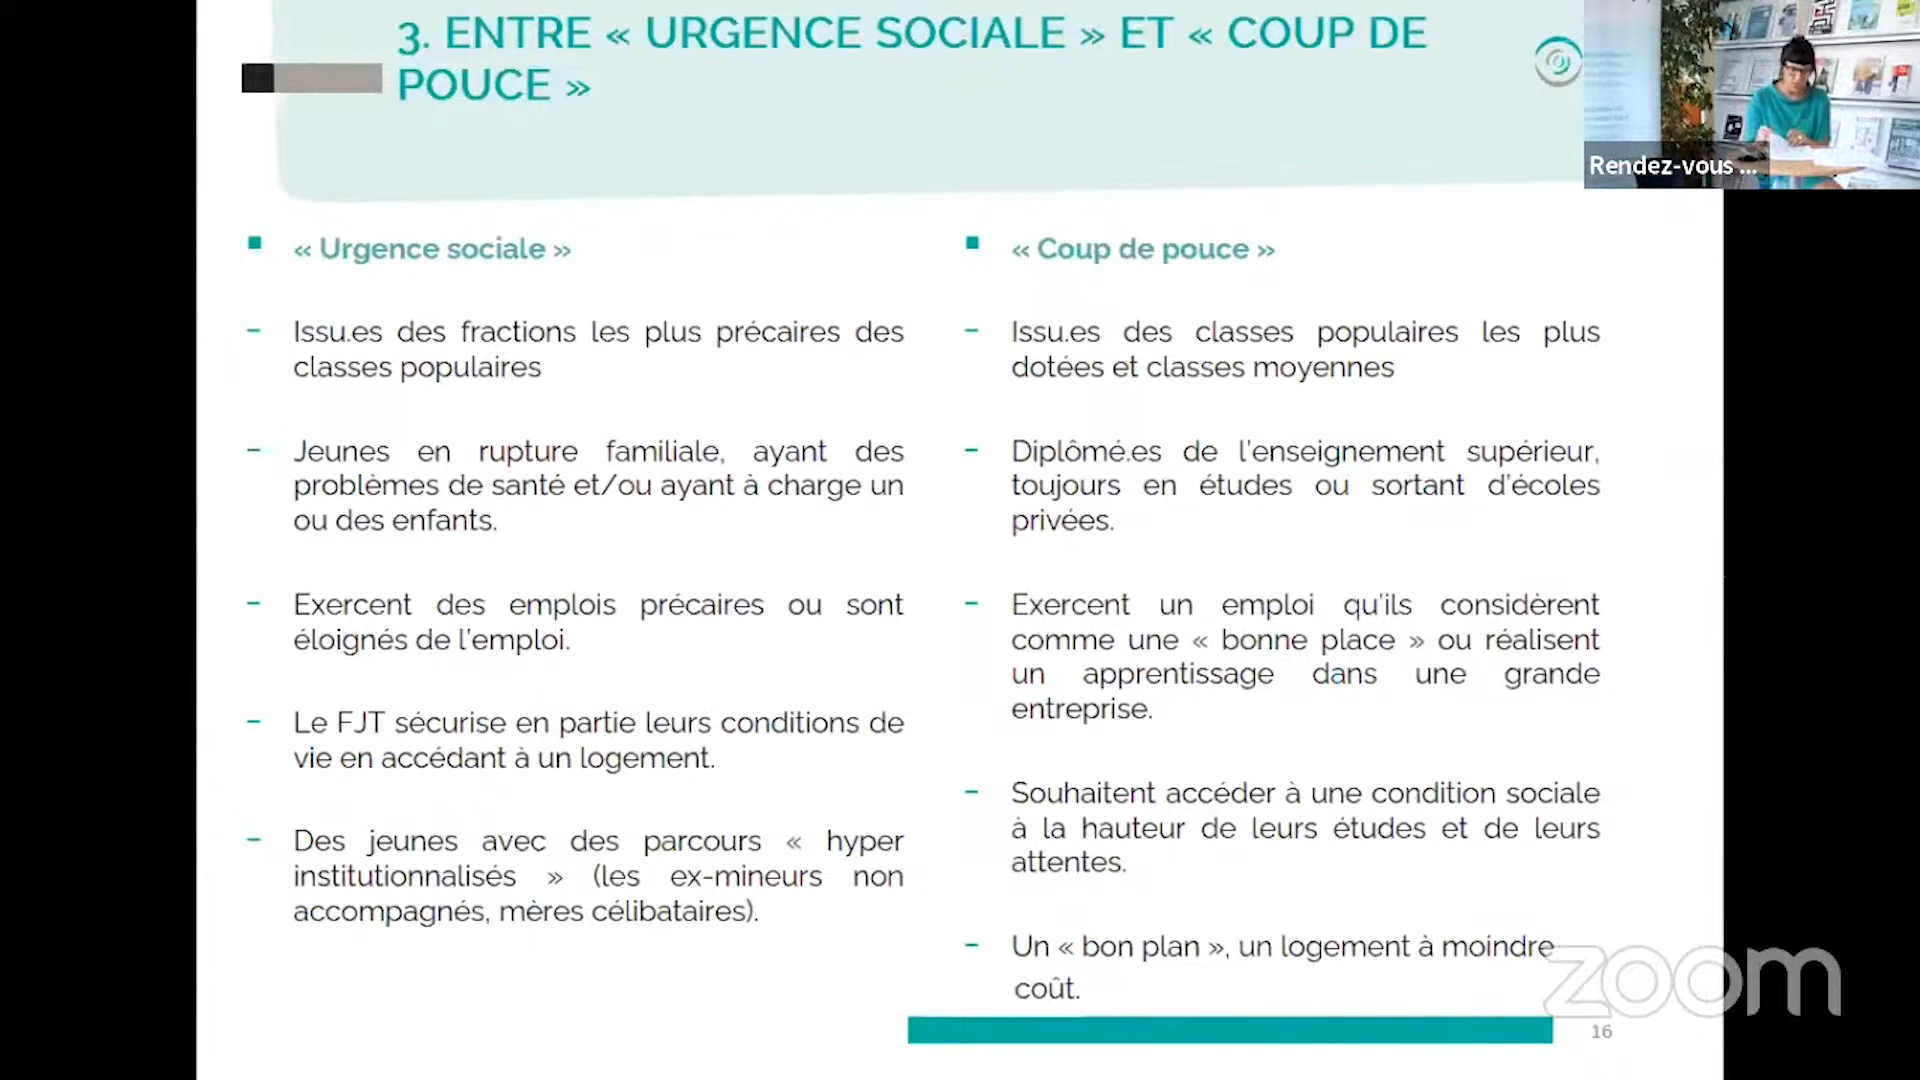 3. ENTRE « URGENCE SOCIALE » ET « COUP DE
POUCE »
Rendez-vous ...
« Urgence sociale »
- Issu.es des fractions les plus précaires des
classes populaires
- Jeunes en rupture familiale, ayant des
problèmes de santé et/ou ayant à charge un
ou des enfants.
- Exercent des emplois précaires ou sont
éloignés de l'emploi.
- Le FJT sécurise en partie leurs conditions de
vie en accédant à un logement.
- Des jeunes avec des parcours « hyper
institutionnalisés » (les ex-mineurs non
accompagnés, mères célibataires).
« Coup de pouce »
- Issu.es des classes populaires les plus
dotées et classes moyennes
- Diplômé.es de l'enseignement supérieur,
toujours en études ou sortant d'écoles
privées.
- Exercent un emploi qu'ils considèrent
comme une « bonne place » ou réalisent
un apprentissage dans une grande
entreprise.
- Souhaitent accéder à une condition sociale
à la hauteur de leurs études et de leurs
attentes.
- Un « bon plan », un logement à moindre
coût.
zoom
16